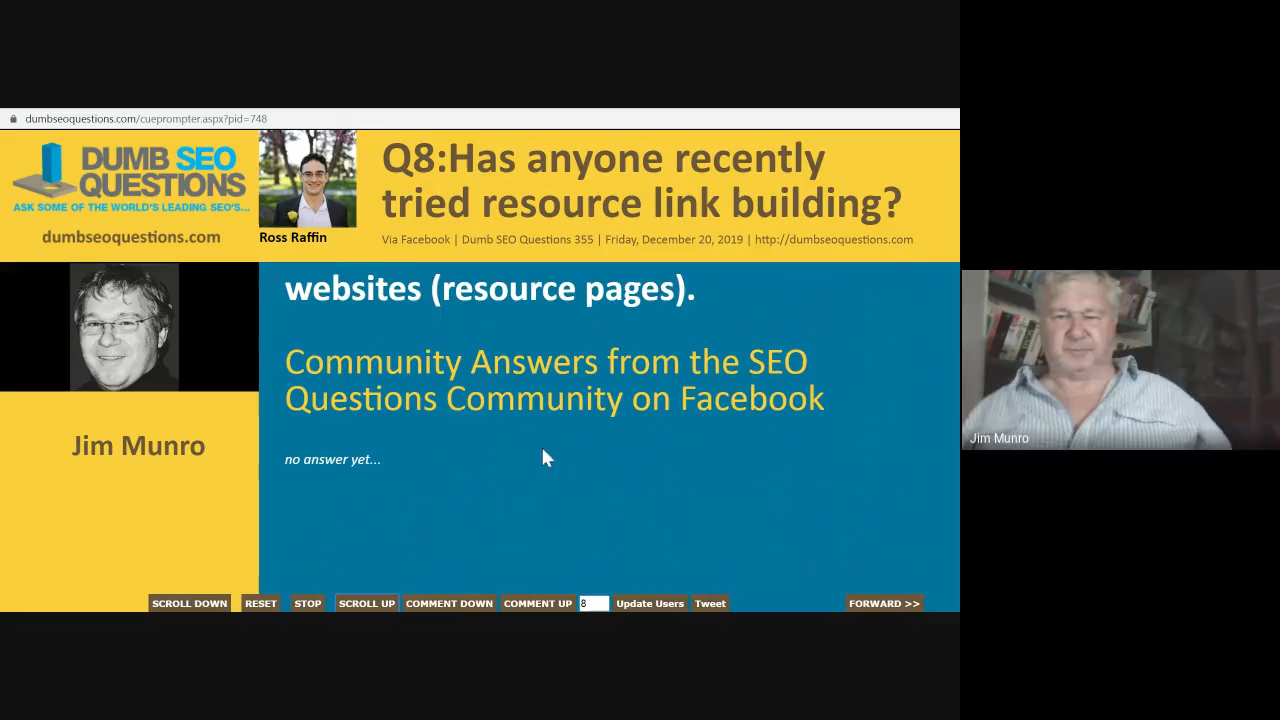 dumbseoquestions.com/cueprompter.aspx?pid=748
DUMB SEO
QUESTIONS
ASK SOME OF THE WORLD'S LEADING SEO'S...
dumbseoquestions.com
Ross Raffin
Q8:Has anyone recently
tried resource link building?
Via Facebook | Dumb SEO Questions 355 | Friday, December 20, 2019 | http://dumbseoquestions.com
Jim Munro
websites (resource pages).
Community Answers from the SEO
Questions Community on Facebook
no answer yet...
SCROLL DOWN RESET STOP SCROLL UP COMMENT DOWN COMMENT UP 8 Update Users Tweet FORWARD >>
Jim Munro